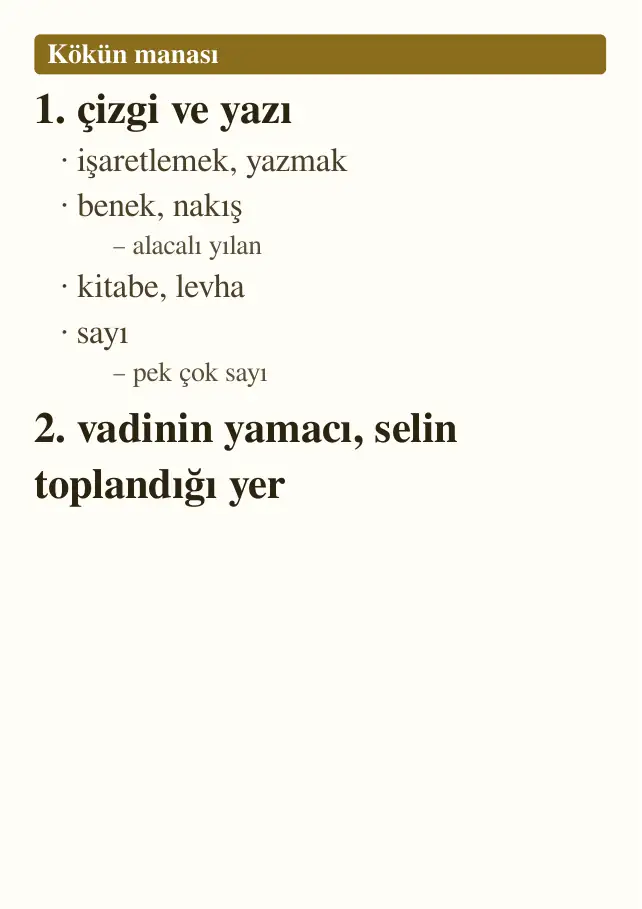 Kökün manası
1. çizgi ve yazı
· işaretlemek, yazmak
· benek, nakış
– alacalı yılan
· kitabe, levha
· sayı
– pek çok sayı
2. vadinin yamacı, selin
toplandığı yer